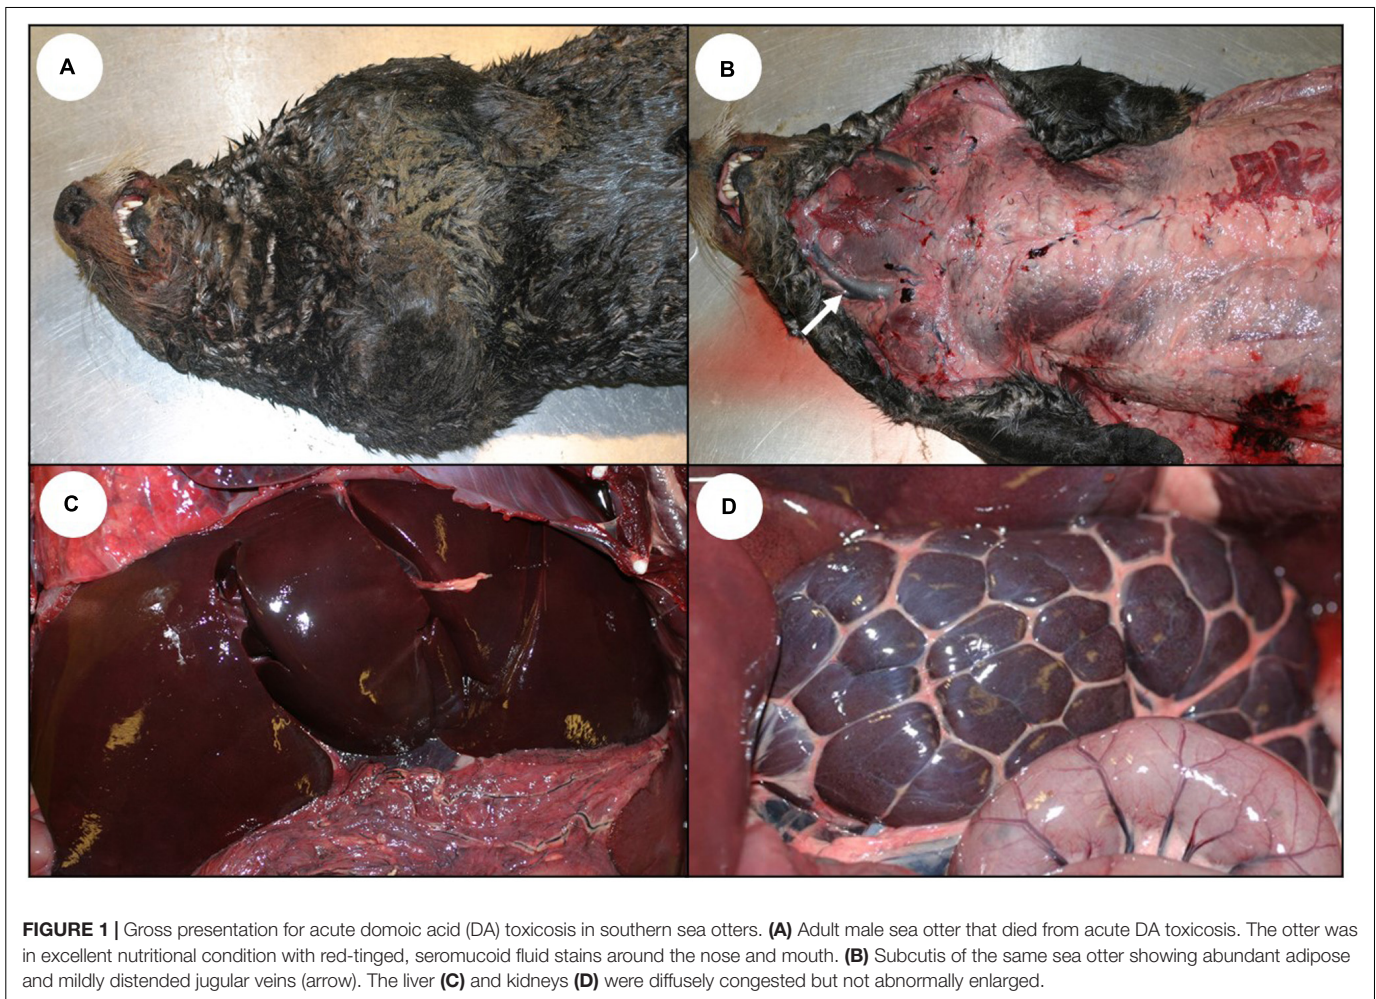 A
B
C
D
FIGURE 1 | Gross presentation for acute domoic acid (DA) toxicosis in southern sea otters. (A) Adult male sea otter that died from acute DA toxicosis. The otter was
in excellent nutritional condition with red-tinged, seromucoid fluid stains around the nose and mouth. (B) Subcutis of the same sea otter showing abundant adipose
and mildly distended jugular veins (arrow). The liver (C) and kidneys (D) were diffusely congested but not abnormally enlarged.